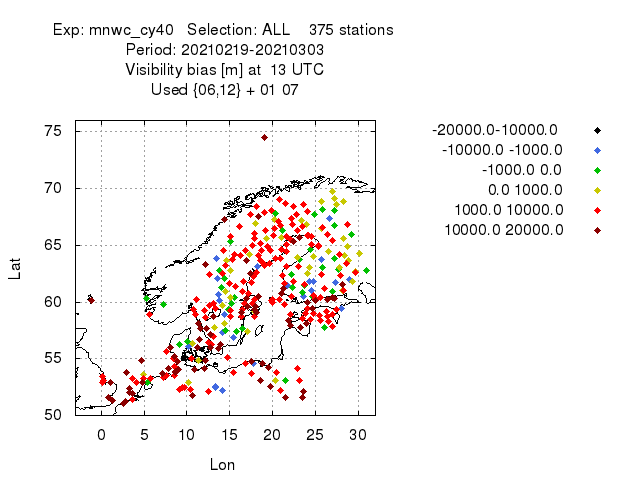 Exp: mnwc_cy40   Selection: ALL    375 stations
Period: 20210219-20210303
Visibility bias [m] at  13 UTC
Used {06,12} + 01 07
-20000.0-10000.0
-10000.0 -1000.0
-1000.0 0.0
0.0 1000.0
1000.0 10000.0
10000.0 20000.0
75
70
65
60
55
50
Lat
0 5 10 15 20 25 30
Lon